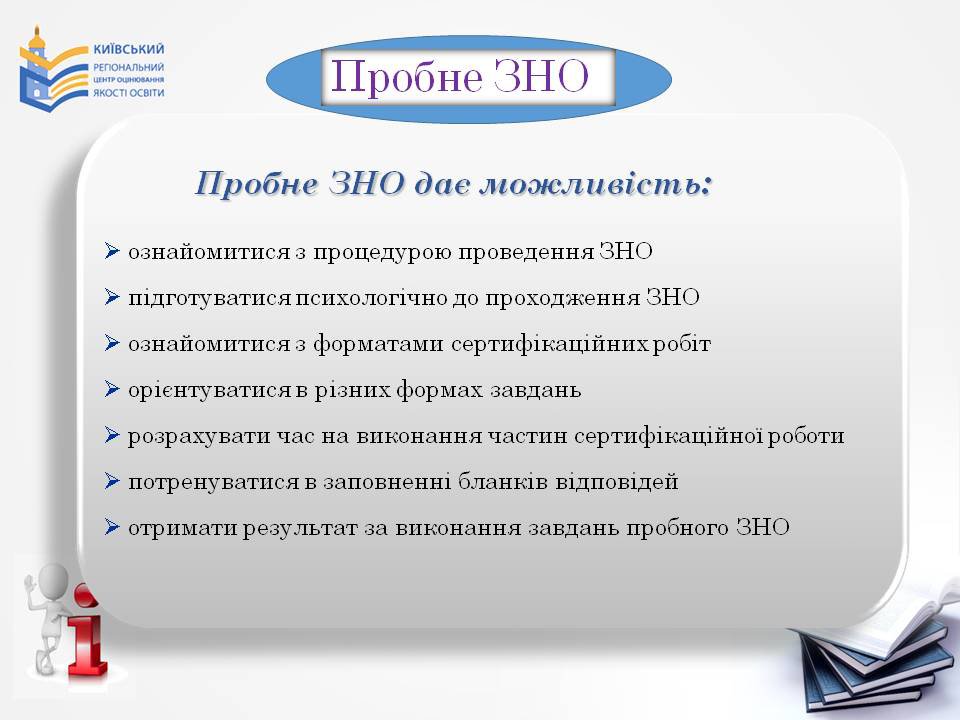 КИЇВСЬКИЙ
РЕГІОНАЛЬНИЙ
ЦЕНТР ОЦІНЮВАННЯ
ЯКОСТІ ОСВІТИ
Пробне ЗНО
Пробне ЗНО дає можливість:
ознайомитися з процедурою проведення ЗНО
підготуватися психологічно до проходження ЗНО
ознайомитися з форматами сертифікаційних робіт
орієнтуватися в різних формах завдань
розрахувати час на виконання частин сертифікаційної роботи
потренуватися в заповненні бланків відповідей
отримати результат за виконання завдань пробного ЗНО
i